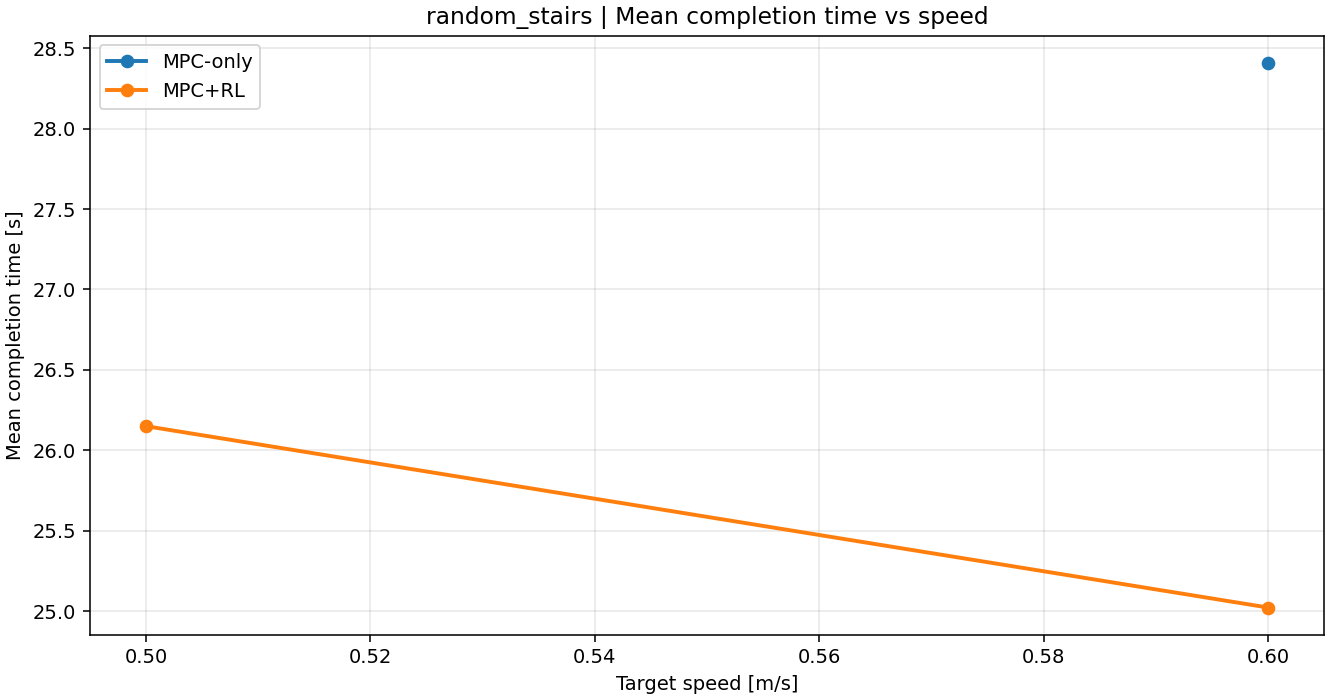 random_stairs | Mean completion time vs speed
MPC-only
MPC+RL
Mean completion time [s]
28.5
28.0
27.5
27.0
26.5
26.0
25.5
25.0
0.50 0.52 0.54 0.56 0.58 0.60
Target speed [m/s]